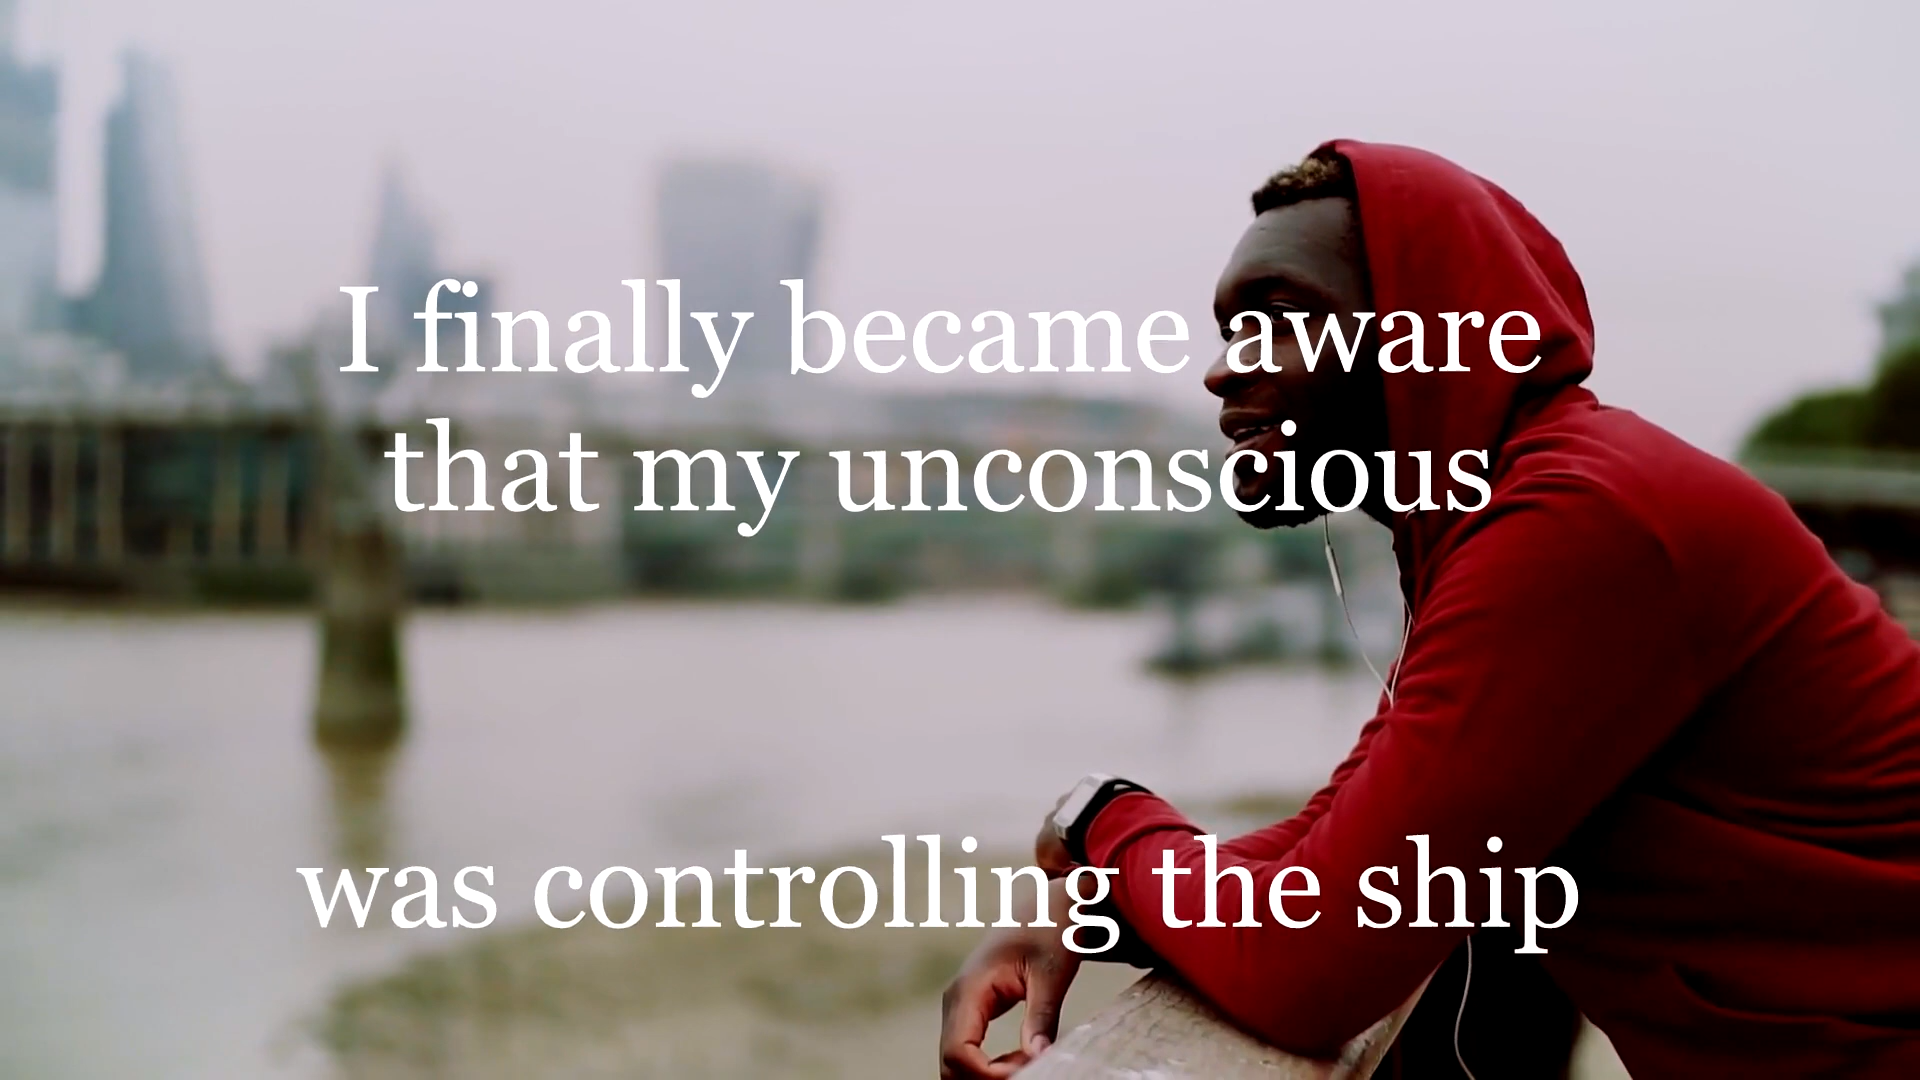 I finally became aware
that my unconscious
was controlling the ship